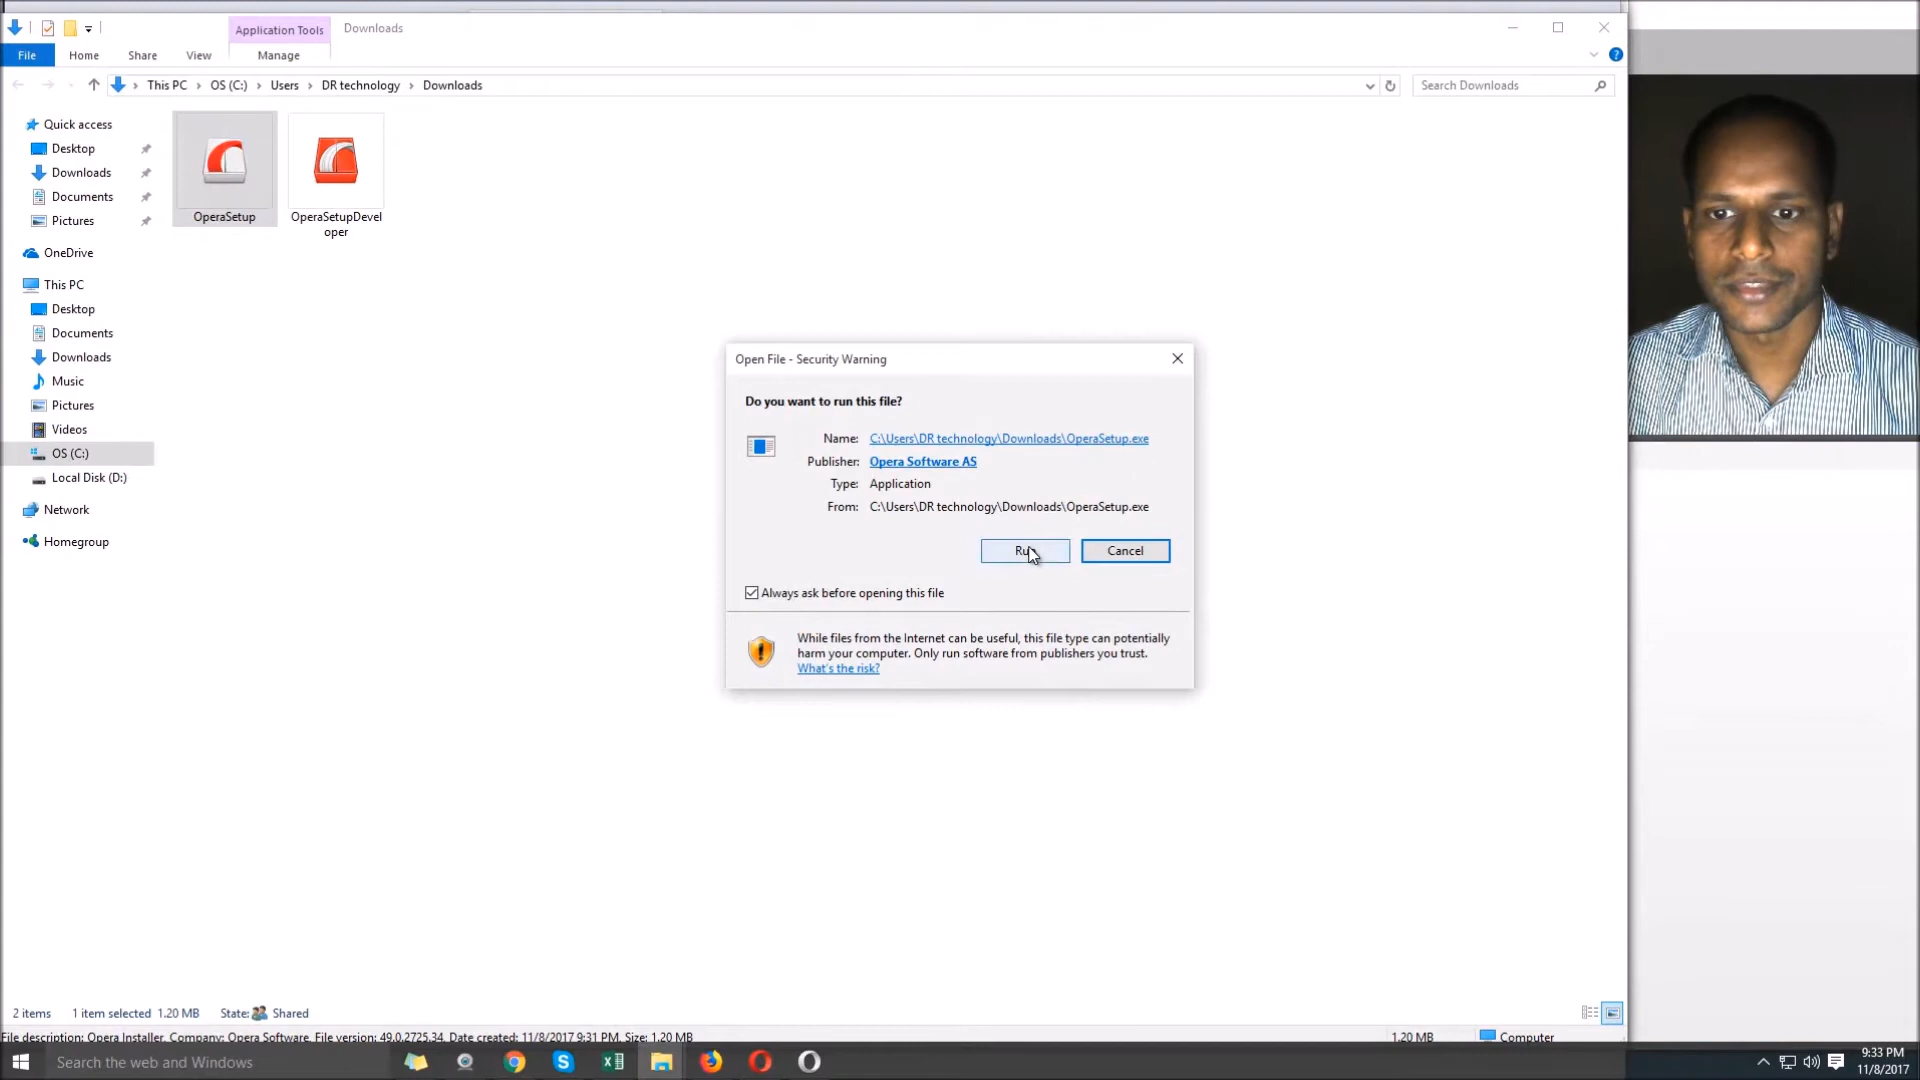 Application Tools
Downloads
File
Home
Share
View
Manage
This PC
OS (C:)
Users
DR technology
Downloads
Search Downloads
Quick access
Desktop
Downloads
Documents
Pictures
OneDrive
This PC
Desktop
Documents
Downloads
Music
Pictures
Videos
OS (C:)
Local Disk (D:)
Network
Homegroup
OperaSetup
OperaSetupDevel
oper
Open File - Security Warning
Do you want to run this file?
Name: C:\Users\DR technology\Downloads\OperaSetup.exe
Publisher: Opera Software AS
Type: Application
From: C:\Users\DR technology\Downloads\OperaSetup.exe
Run
Cancel
Always ask before opening this file
While files from the Internet can be useful, this file type can potentially
harm your computer. Only run software from publishers you trust.
What's the risk?
2 items
1 item selected 1.20 MB
State: Shared
File description: Opera Installer, Company: Opera Software, File version: 49.0.2725.34, Date created: 11/8/2017 9:31 PM, Size: 1.20 MB
1.20 MB
Computer
Search the web and Windows
9:33 PM
11/8/2017